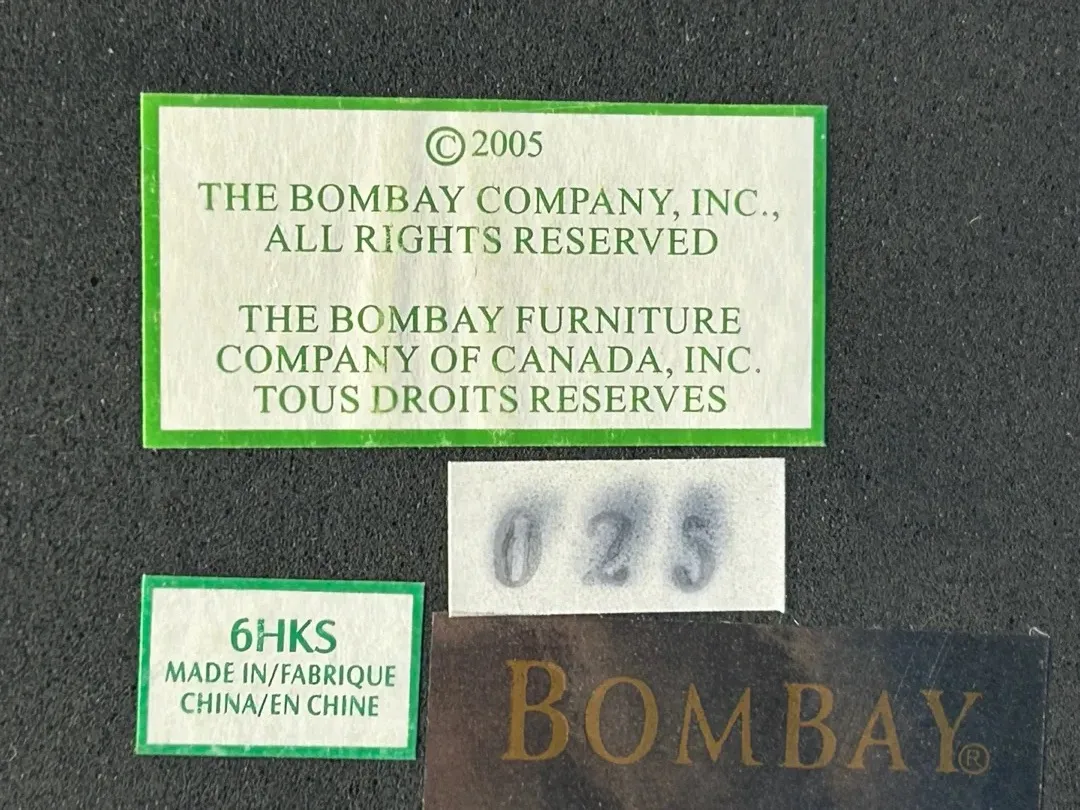 ©2005
THE BOMBAY COMPANY, INC.,
ALL RIGHTS RESERVED
THE BOMBAY FURNITURE
COMPANY OF CANADA, INC.
TOUS DROITS RESERVES
025
6HKS
MADE IN/FABRIQUE
CHINA/EN CHINE
BOMBAY®